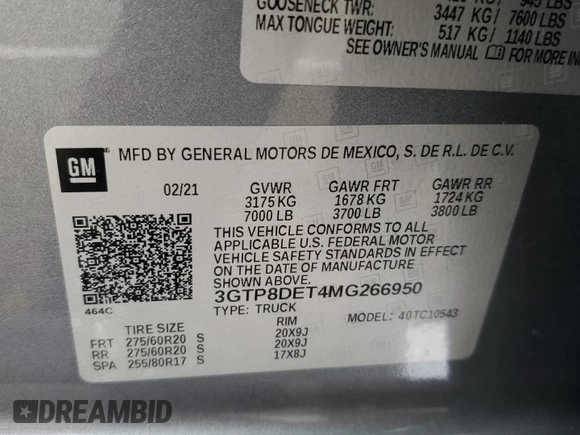 GOOSENECK TWR: 3447 KG/ 7600 LBS
MAX TONGUE WEIGHT: 517 KG/ 1140 LBS
SEE OWNER'S MANUAL FOR MORE IN
GM
MFD BY GENERAL MOTORS DE MEXICO, S. DE R.L. DE C.V.
02/21 GVWR GAWR FRT GAWR RR
3175 KG 1678 KG 1724 KG
7000 LB 3700 LB 3800 LB
THIS VEHICLE CONFORMS TO ALL
APPLICABLE U.S. FEDERAL MOTOR
VEHICLE SAFETY STANDARDS IN EFFECT
ON THE DATE OF MANUFACTURE SHOWN ABOVE.
3GTP8DET4MG266950
TYPE: TRUCK MODEL: 40TC10543
464C
TIRE SIZE RIM
FRT 275/60R20 S 20X9J
RR 275/60R20 S 20X9J
SPA 255/80R17 S 17X8J
DREAMBID